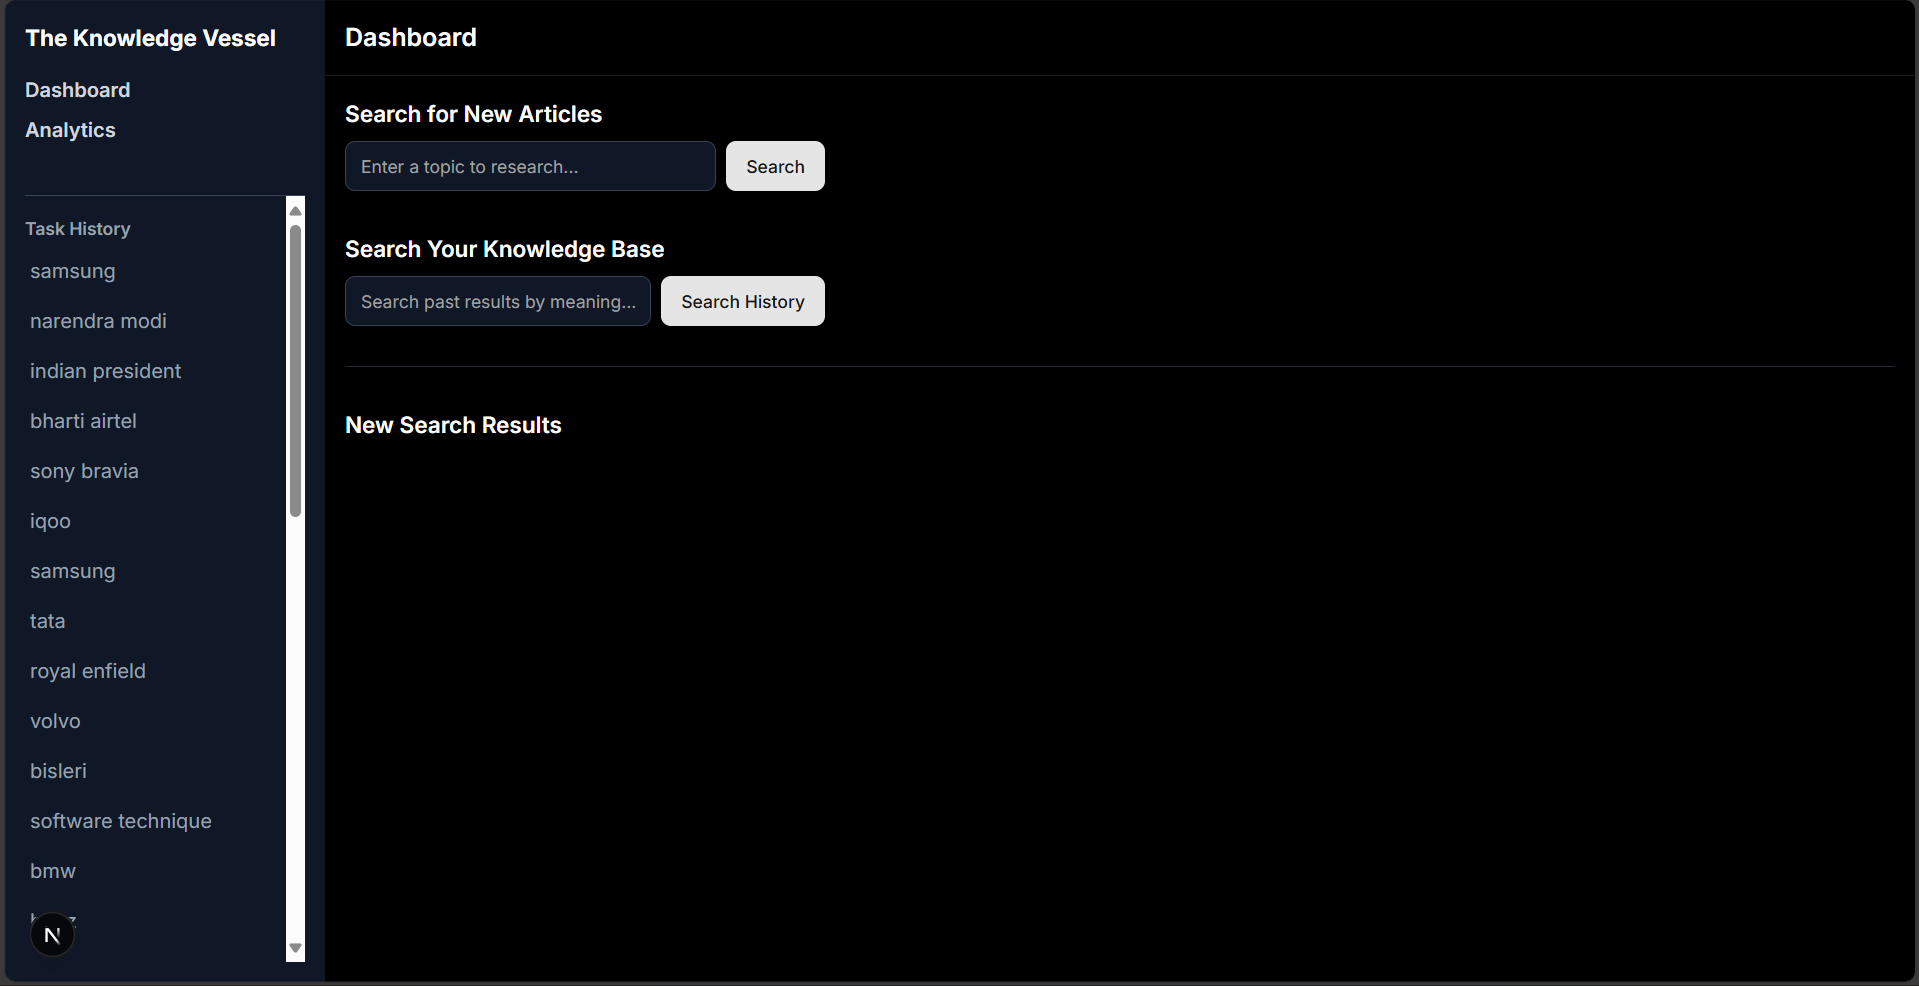 The Knowledge Vessel
Dashboard
Analytics
Task History
samsung
narendra modi
indian president
bharti airtel
sony bravia
iqoo
samsung
tata
royal enfield
volvo
bisleri
software technique
bmw
N
Dashboard
Search for New Articles
Enter a topic to research...
Search
Search Your Knowledge Base
Search past results by meaning...
Search History
New Search Results